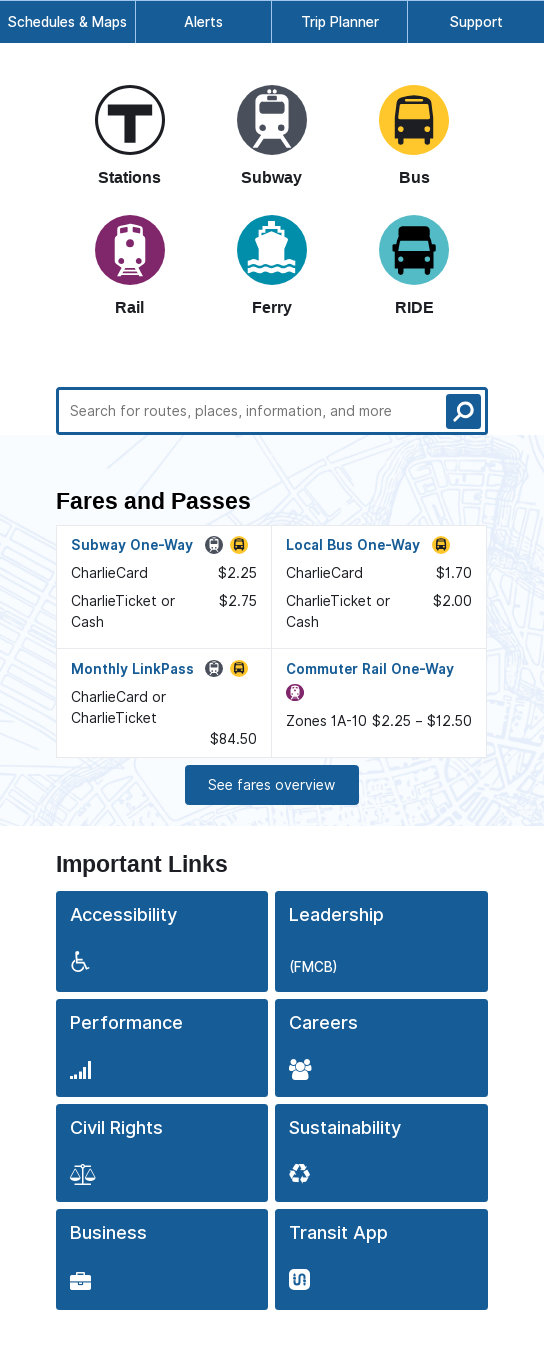 Schedules & Maps
Alerts
Trip Planner
Support
T
Stations
Subway
Bus
Rail
Ferry
RIDE
Search for routes, places, information, and more
Fares and Passes
Subway One-Way
CharlieCard $2.25
CharlieTicket or $2.75
Cash
Local Bus One-Way
CharlieCard $1.70
CharlieTicket or $2.00
Cash
Monthly LinkPass
CharlieCard or
CharlieTicket
$84.50
Commuter Rail One-Way
Zones 1A-10 $2.25 – $12.50
See fares overview
Important Links
Accessibility
Leadership
(FMCB)
Performance
Careers
Civil Rights
Sustainability
Business
Transit App